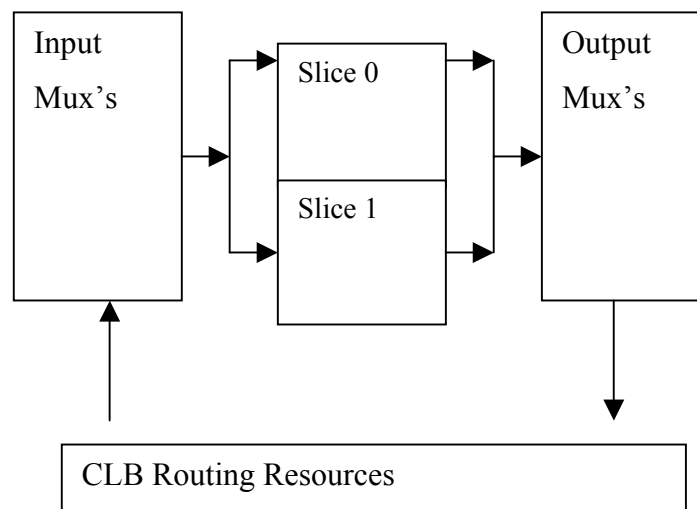 Input
Mux’s
Slice 0
Slice 1
Output
Mux’s
CLB Routing Resources